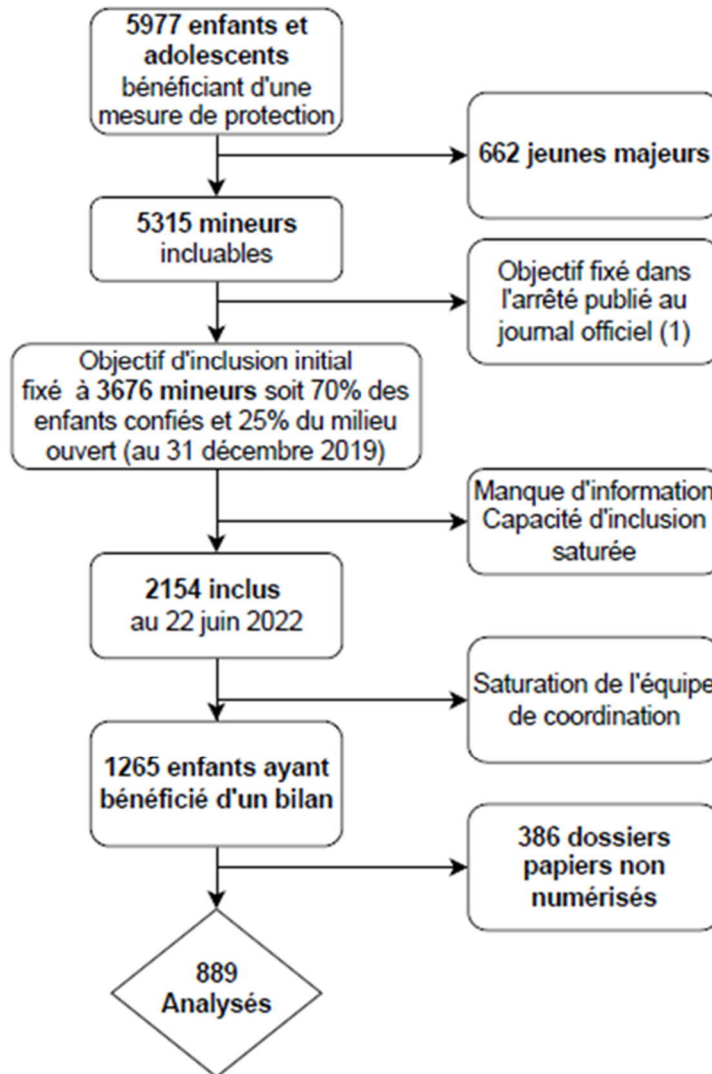 5977 enfants et
adolescents
bénéficiant d'une
mesure de protection
662 jeunes majeurs
5315 mineurs
incluables
Objectif fixé dans
l'arrêté publié au
journal officiel (1)
Objectif d'inclusion initial
fixé à 3676 mineurs soit 70% des
enfants confiés et 25% du milieu
ouvert (au 31 décembre 2019)
Manque d'information
Capacité d'inclusion
saturée
2154 inclus
au 22 juin 2022
Saturation de l'équipe
de coordination
1265 enfants ayant
bénéficié d'un bilan
386 dossiers
papiers non
numérisés
889
Analysés